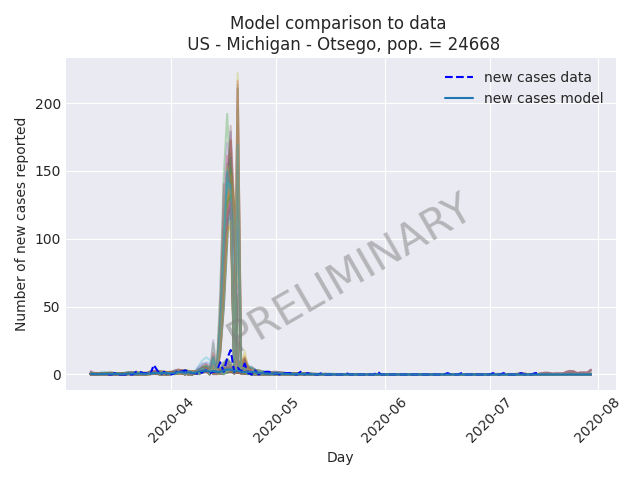 Model comparison to data
US - Michigan - Otsego, pop. = 24668
new cases data
new cases model
Number of new cases reported
200
150
100
50
0
PRELIMINARY
2020-04
2020-05
2020-06
2020-07
2020-08
Day